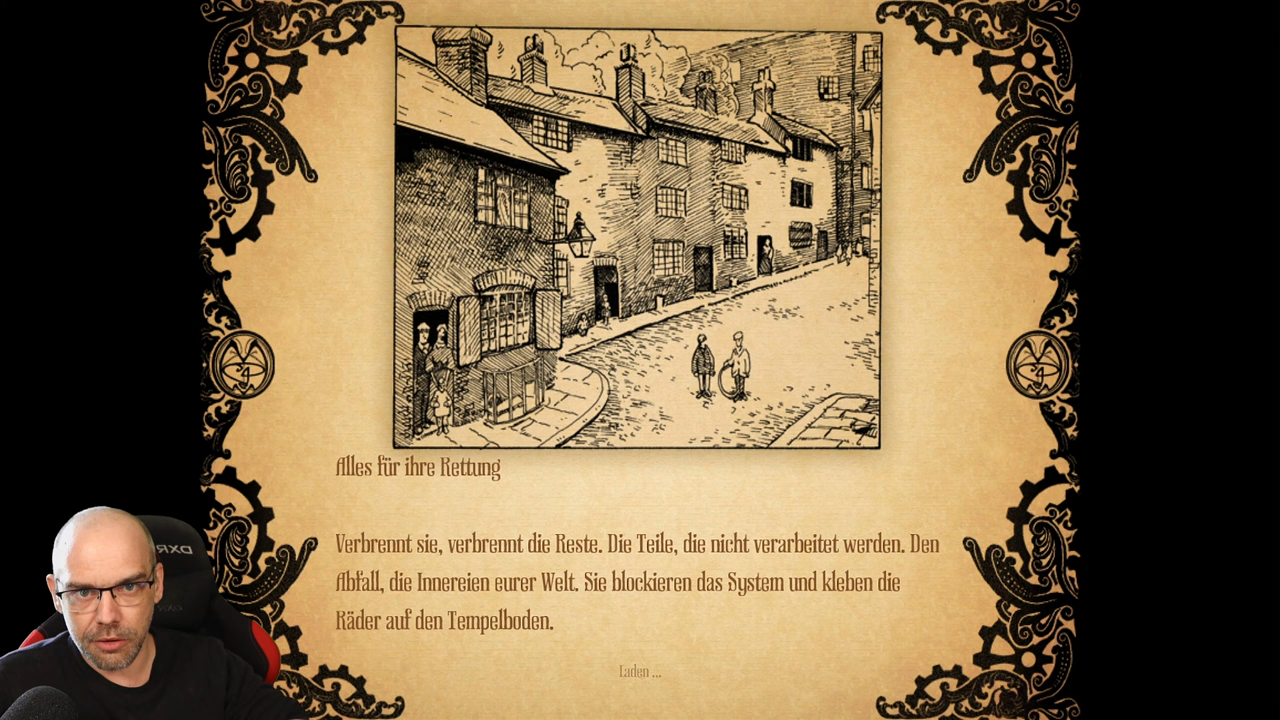 Alles für ihre Rettung
Verbrennt sie, verbrennt die Reste. Die Teile, die nicht verarbeitet werden. Den
Abfall, die Innereien eurer Welt. Sie blockieren das System und kleben die
Räder auf den Tempelboden.
Laden ...